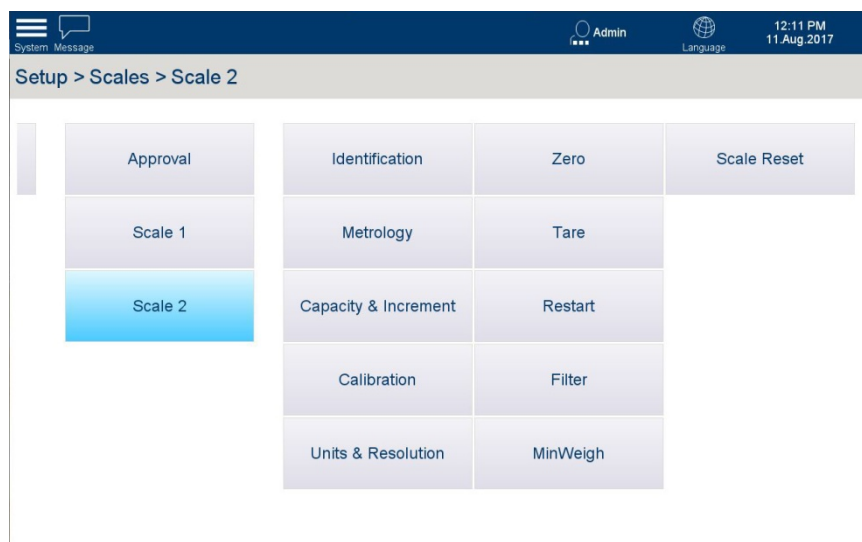 System Message
Admin
Language
12:11 PM
11.Aug.2017
Setup > Scales > Scale 2
Approval
Identification
Zero
Scale Reset
Scale 1
Metrology
Tare
Scale 2
Capacity & Increment
Restart
Calibration
Filter
Units & Resolution
MinWeigh